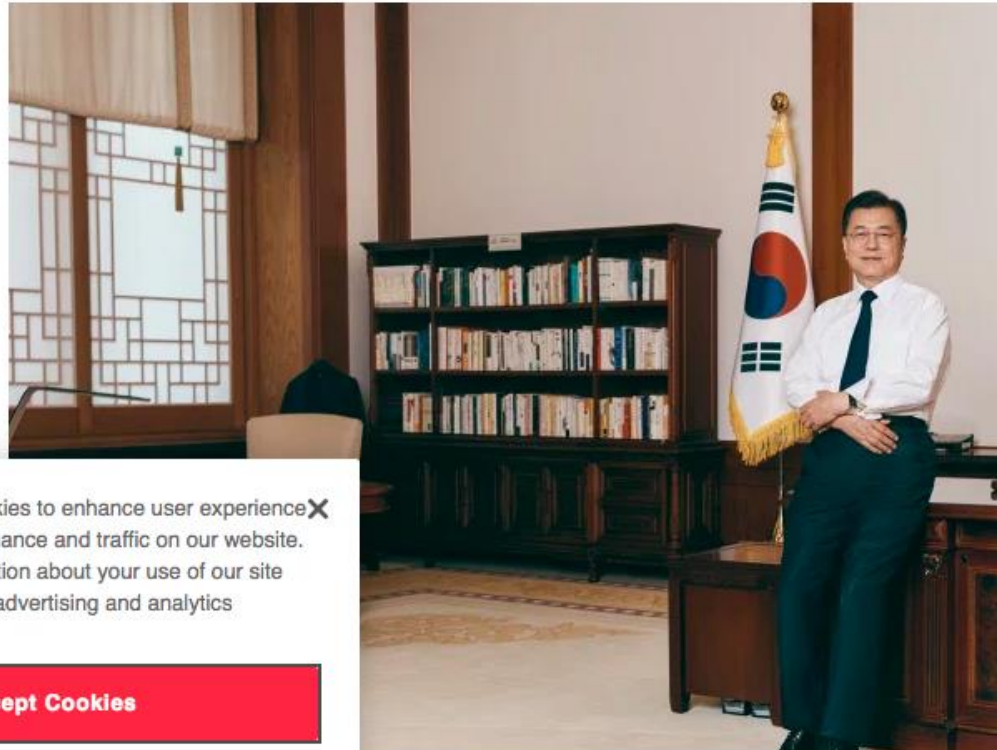 ies to enhance user experience
ance and traffic on our website.
tion about your use of our site
advertising and analytics
ept Cookies